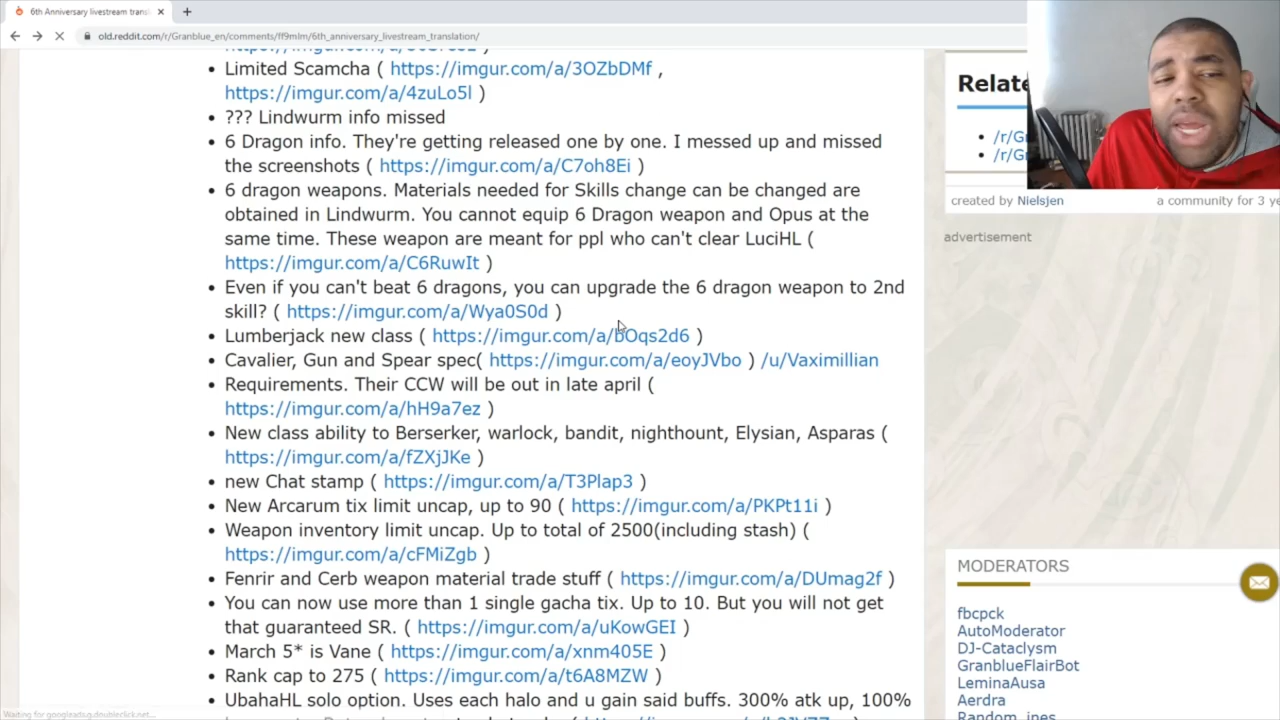 6th Anniversary livestream trans
old.reddit.com/r/Granblue_en/comments/ff9mlm/6th_anniversary_livestream_translation/
Limited Scamcha ( https://imgur.com/a/3OZbDMf ,
https://imgur.com/a/4zuLo5l )
??? Lindwurm info missed
6 Dragon info. They're getting released one by one. I messed up and missed
the screenshots ( https://imgur.com/a/C7oh8Ei )
6 dragon weapons. Materials needed for Skills change can be changed are
obtained in Lindwurm. You cannot equip 6 Dragon weapon and Opus at the
same time. These weapon are meant for ppl who can't clear LuciHL (
https://imgur.com/a/C6RuwIt )
Even if you can't beat 6 dragons, you can upgrade the 6 dragon weapon to 2nd
skill? ( https://imgur.com/a/Wya0S0d )
Lumberjack new class ( https://imgur.com/a/bOqs2d6 )
Cavalier, Gun and Spear spec( https://imgur.com/a/eoyJVbo ) /u/Vaximillian
Requirements. Their CCW will be out in late april (
https://imgur.com/a/hH9a7ez )
New class ability to Berserker, warlock, bandit, nighthount, Elysian, Asparas (
https://imgur.com/a/fZXjJKe )
new Chat stamp ( https://imgur.com/a/T3Plap3 )
New Arcarum tix limit uncap, up to 90 ( https://imgur.com/a/PKPt11i )
Weapon inventory limit uncap. Up to total of 2500(including stash) (
https://imgur.com/a/cFMiZgb )
Fenrir and Cerb weapon material trade stuff ( https://imgur.com/a/DUmag2f )
You can now use more than 1 single gacha tix. Up to 10. But you will not get
that guaranteed SR. ( https://imgur.com/a/uKowGEI )
March 5* is Vane ( https://imgur.com/a/xnm405E )
Rank cap to 275 ( https://imgur.com/a/t6A8MZW )
UbahaHL solo option. Uses each halo and u gain said buffs. 300% atk up, 100%
Waiting for googleads.g.doubleclick.net...
Relate
/r/Gr
/r/G
created by Nielsjen
a community for 3 ye
advertisement
MODERATORS
fbcpck
AutoModerator
DJ-Cataclysm
GranblueFlairBot
LeminaAusa
Aerdra
Random_ines